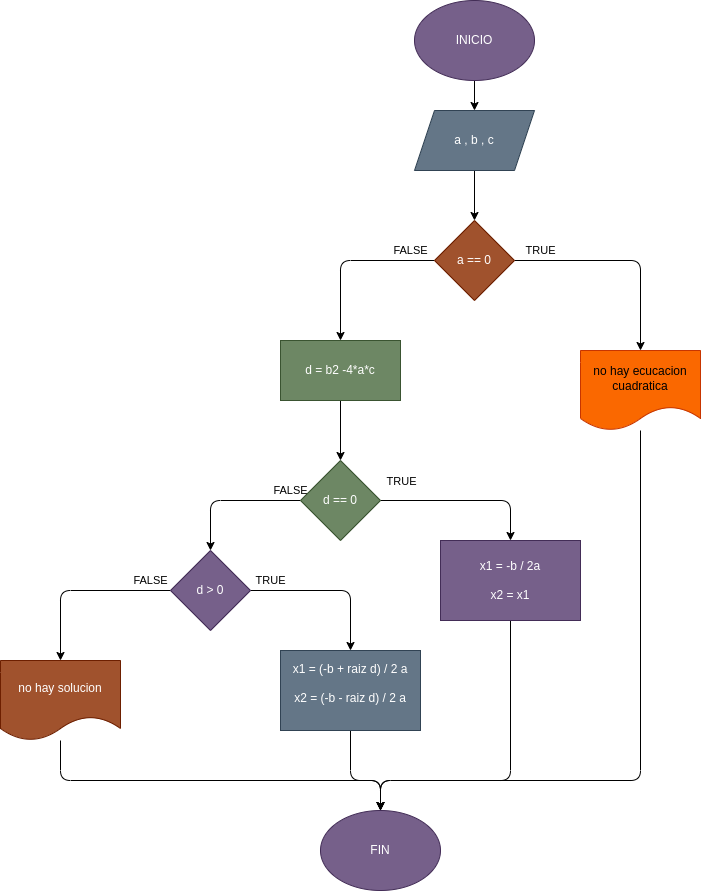 INICIO
a , b , c
FALSE
TRUE
a == 0
no hay ecucacion
cuadratica
d = b2 -4*a*c
FALSE
TRUE
d == 0
x1 = -b / 2a
x2 = x1
FALSE
TRUE
d > 0
no hay solucion
x1 = (-b + raiz d) / 2 a
x2 = (-b - raiz d) / 2 a
FIN